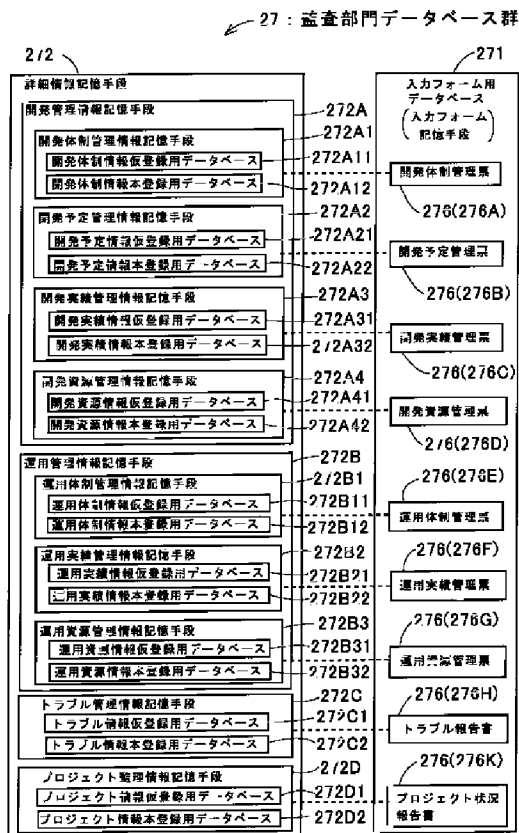 27：監査部門データベース群
272
271
詳細情報記憶手段
開発管理情報記憶手段
272A
開発体制管理情報記憶手段
272A1
開発体制情報仮登録用データベース
272A11
開発体制情報本登録用データベース
272A12
開発予定管理情報記憶手段
272A2
開発予定情報仮登録用データベース
272A21
開発予定情報本登録用データベース
272A22
開発実績管理情報記憶手段
272A3
開発実績情報仮登録用データベース
272A31
開発実績情報本登録用データベース
272A32
開発資源管理情報記憶手段
272A4
開発資源情報仮登録用データベース
272A41
開発資源情報本登録用データベース
272A42
運用管理情報記憶手段
272B
運用体制管理情報記憶手段
272B1
運用体制情報仮登録用データベース
272B11
運用体制情報本登録用データベース
272B12
運用実績管理情報記憶手段
272B2
運用実績情報仮登録用データベース
272B21
運用実績情報本登録用データベース
272B22
運用資源管理情報記憶手段
272B3
運用資源情報仮登録用データベース
272B31
運用資源情報本登録用データベース
272B32
トラブル管理情報記憶手段
272C
トラブル情報仮登録用データベース
272C1
トラブル情報本登録用データベース
272C2
プロジェクト監理情報記憶手段
272D
プロジェクト情報仮登録用データベース
272D1
プロジェクト情報本登録用データベース
272D2
入力フォーム用
データベース
(入力フォーム
記憶手段)
開発体制管理票
276(276A)
開発予定管理票
276(276B)
開発実績管理票
276(276C)
開発資源管理票
276(276D)
276(276E)
運用体制管理票
276(276F)
運用実績管理票
276(276G)
運用資源管理票
276(276H)
トラブル報告書
276(276K)
プロジェクト状況
報告書